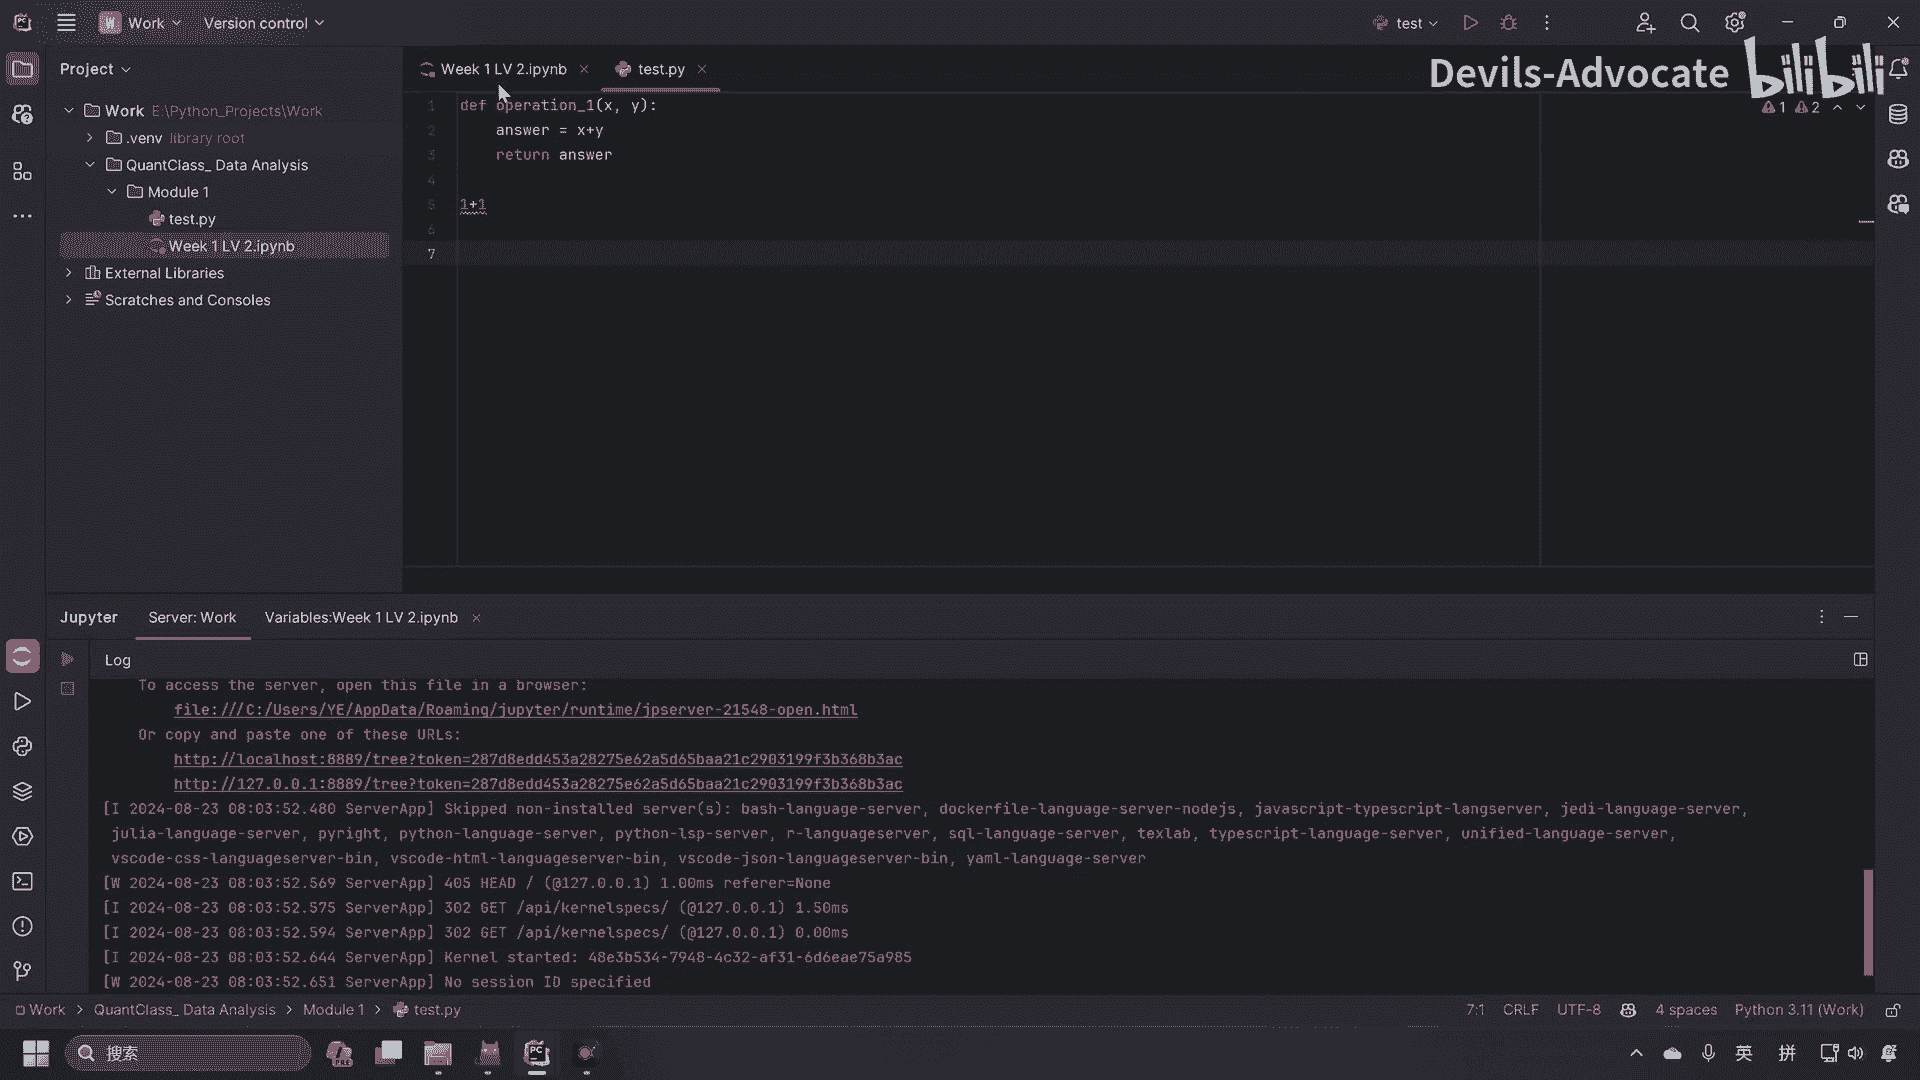 Work
Version control
test
Project
Week 1 LV 2.ipynb
test.py
Devils-Advocate bilibili
1 2
Work E:\Python_Projects\Work
.venv library root
QuantClass_ Data Analysis
Module 1
test.py
Week 1 LV 2.ipynb
External Libraries
Scratches and Consoles
1 def operation_1(x, y):
2 answer = x+y
3 return answer
4
5 1+1
6
7
Jupyter
Server: Work
Variables:Week 1 LV 2.ipynb
Log
To access the server, open this file in a browser:
file:///C:/Users/YE/AppData/Roaming/jupyter/runtime/jpserver-21548-open.html
Or copy and paste one of these URLs:
http://localhost:8889/tree?token=287d8edd453a28275e62a5d65baa21c2903199f3b368b3ac
http://127.0.0.1:8889/tree?token=287d8edd453a28275e62a5d65baa21c2903199f3b368b3ac
[I 2024-08-23 08:03:52.480 ServerApp] Skipped non-installed server(s): bash-language-server, dockerfile-language-server-nodejs, javascript-typescript-langserver, jedi-language-server,
julia-language-server, pyright, python-language-server, python-lsp-server, r-languageserver, sql-language-server, texlab, typescript-language-server, unified-language-server,
vscode-css-languageserver-bin, vscode-html-languageserver-bin, vscode-json-languageserver-bin, yaml-language-server
[W 2024-08-23 08:03:52.569 ServerApp] 405 HEAD / (@127.0.0.1) 1.00ms referer=None
[I 2024-08-23 08:03:52.575 ServerApp] 302 GET /api/kernelspecs/ (@127.0.0.1) 1.50ms
[I 2024-08-23 08:03:52.594 ServerApp] 302 GET /api/kernelspecs/ (@127.0.0.1) 0.00ms
[I 2024-08-23 08:03:52.644 ServerApp] Kernel started: 48e3b534-7948-4c32-af31-6d6eae75a985
[W 2024-08-23 08:03:52.651 ServerApp] No session ID specified
Work > QuantClass_ Data Analysis > Module 1 > test.py
7:1 CRLF UTF-8 4 spaces Python 3.11 (Work)
搜索
英 拼